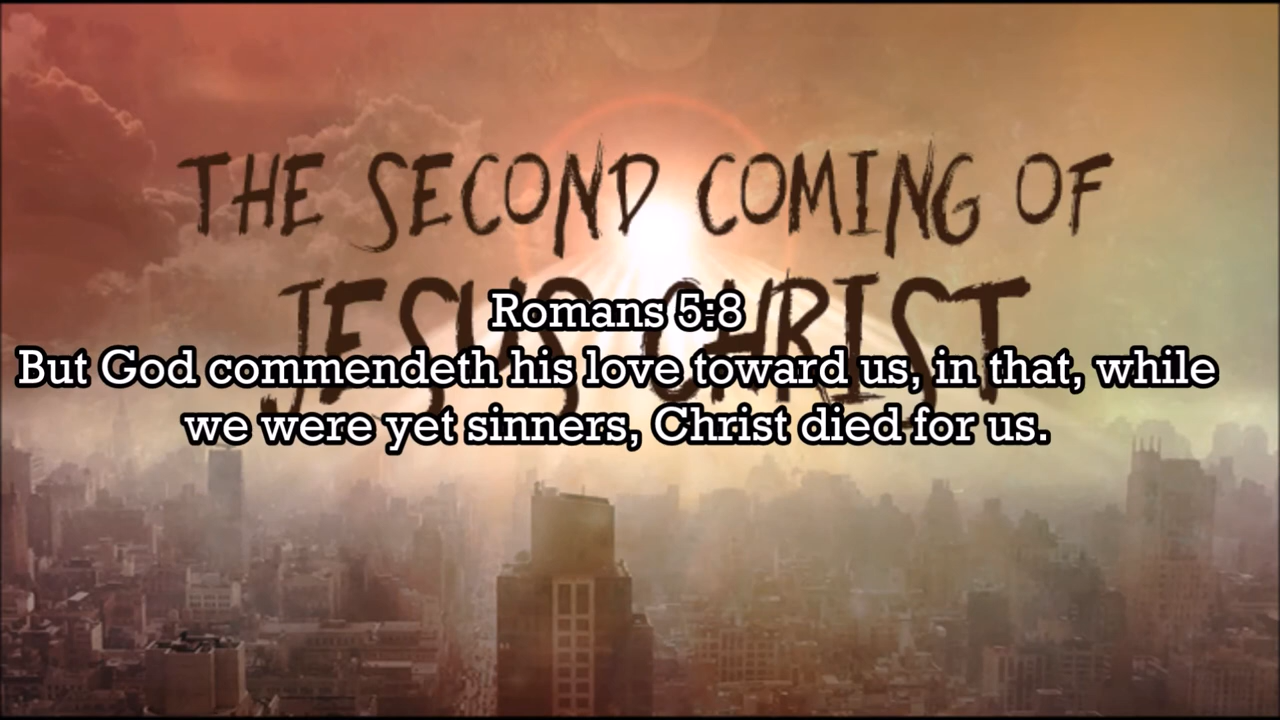 THE SECOND COMING OF
JESUS CHRIST
Romans 5:8
But God commendeth his love toward us, in that, while
we were yet sinners, Christ died for us.